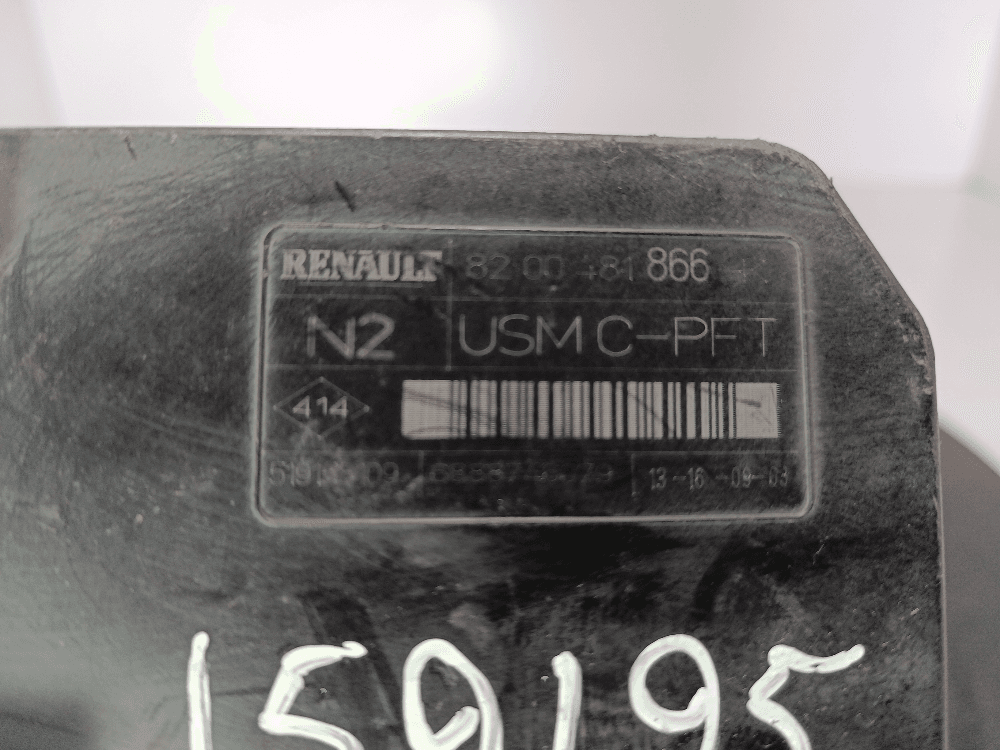 RENAULT 82 00 481 866
N2 USM C-PFT
414
13-16 -09-03
159195